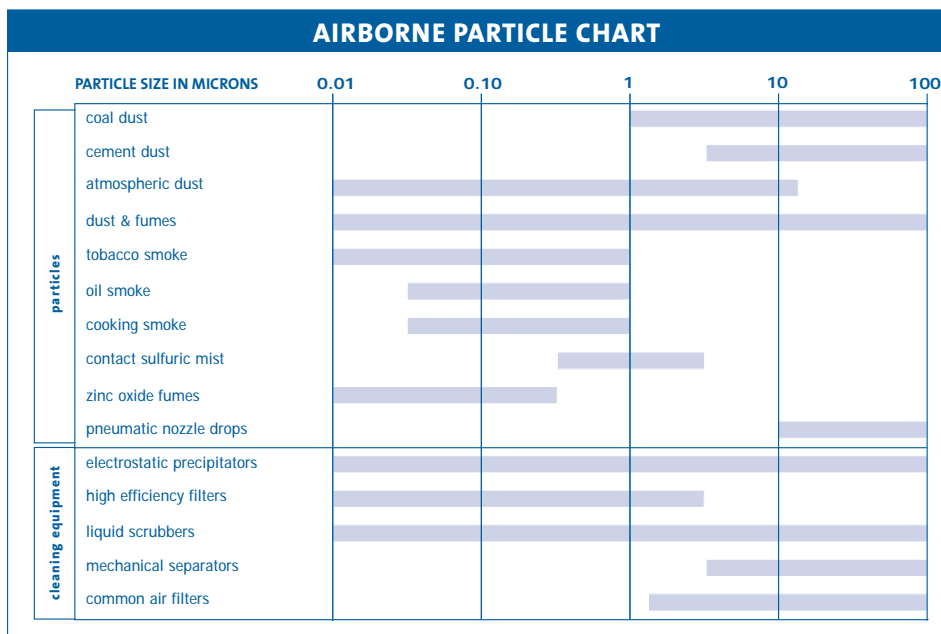 AIRBORNE PARTICLE CHART
PARTICLE SIZE IN MICRONS 0.01 0.10 1 10 100
particles
coal dust
cement dust
atmospheric dust
dust & fumes
tobacco smoke
oil smoke
cooking smoke
contact sulfuric mist
zinc oxide fumes
pneumatic nozzle drops
cleaning equipment
electrostatic precipitators
high efficiency filters
liquid scrubbers
mechanical separators
common air filters